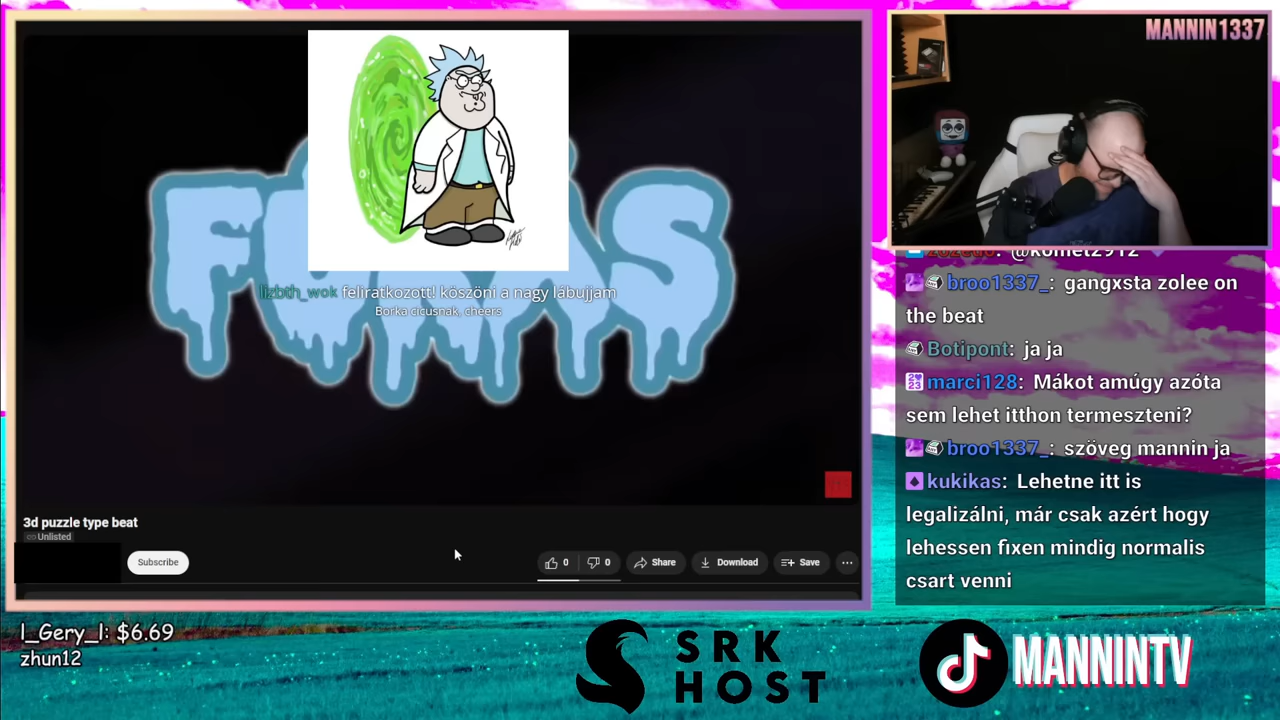 MANNIN1337
lizbth_wok feliratkozott! köszöni a nagy lábujjam
Borka cicusnak, cheers
3d puzzle type beat
Unlisted
Subscribe
0
0
Share
Download
Save
@komet2912
broo1337_: gangxsta zolee on
the beat
Botipont: ja ja
marci128: Mákot amúgy azóta
sem lehet itthon termeszteni?
broo1337_: szöveg mannin ja
kukikas: Lehetne itt is
legalizálni, már csak azért hogy
lehessen fixen mindig normalis
csart venni
l_Gery_l: $6.69
zhun12
SRK
HOST
MANNINTV